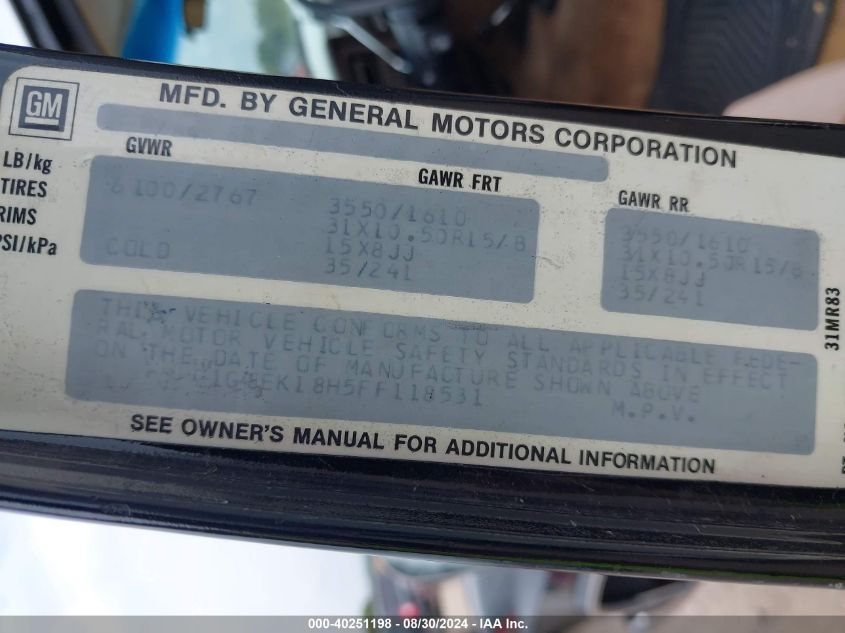 GM
MFD. BY GENERAL MOTORS CORPORATION
GVWR GAWR FRT GAWR RR
LB/kg 6100/2767 3550/1610 3550/1610
TIRES 31X10.50R15/B 31X10.50R15/B
RIMS 15X8JJ 15X8JJ
PSI/kPa COLD 35/241 35/241
THIS VEHICLE CONFORMS TO ALL APPLICABLE FEDE-
RAL MOTOR VEHICLE SAFETY STANDARDS IN EFFECT
ON THE DATE OF MANUFACTURE SHOWN ABOVE
M.P.V.
SEE OWNER'S MANUAL FOR ADDITIONAL INFORMATION
31MR83
000-40251198 - 08/30/2024 - IAA Inc.